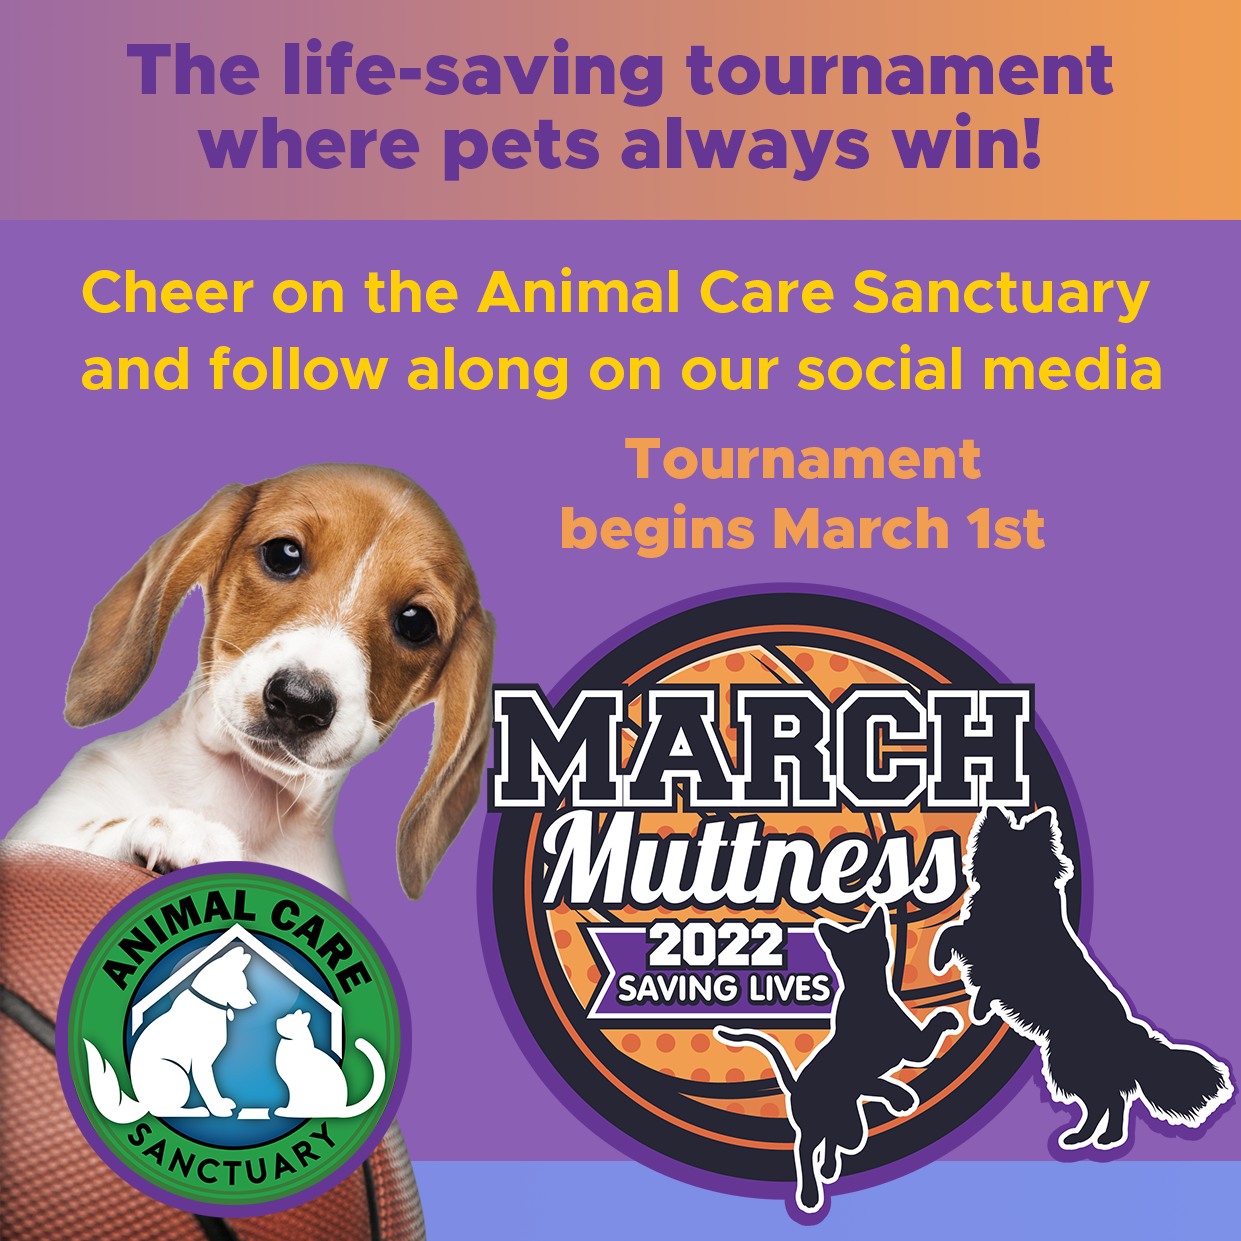 The life-saving tournament
where pets always win!
Cheer on the Animal Care Sanctuary
and follow along on our social media
Tournament
begins March 1st
MARCH
Muttness
2022
SAVING LIVES
ANIMAL CARE
SANCTUARY